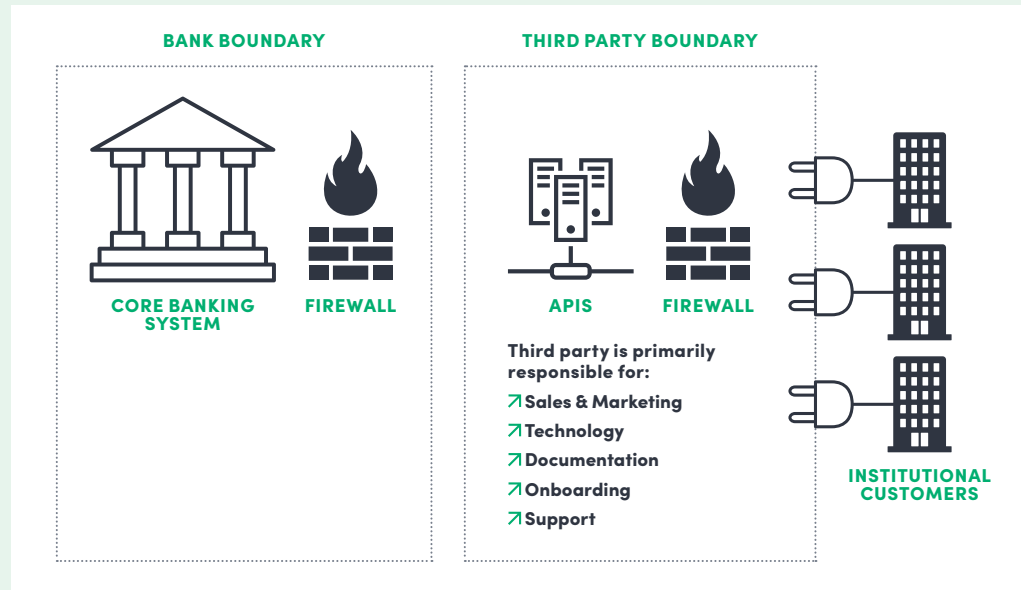 BANK BOUNDARY
THIRD PARTY BOUNDARY
CORE BANKING
SYSTEM
FIREWALL
APIS
FIREWALL
Third party is primarily
responsible for:
Sales & Marketing
Technology
Documentation
Onboarding
Support
INSTITUTIONAL
CUSTOMERS